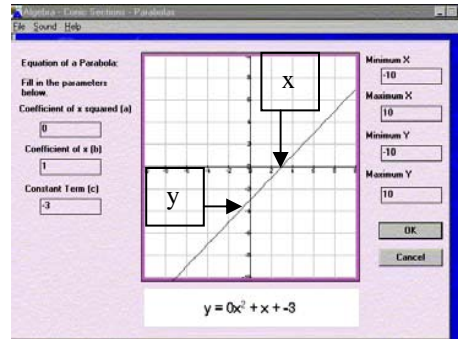 Algebra - Conic Sections - Parabolas
File Sound Help
Equation of a Parabola:
Fill in the parameters
below.
Coefficient of x squared (a)
0
Coefficient of x (b)
1
Constant Term (c)
-3
x
y
Minimum X
-10
Maximum X
10
Minimum Y
-10
Maximum Y
10
OK
Cancel
y = 0x² + x + -3